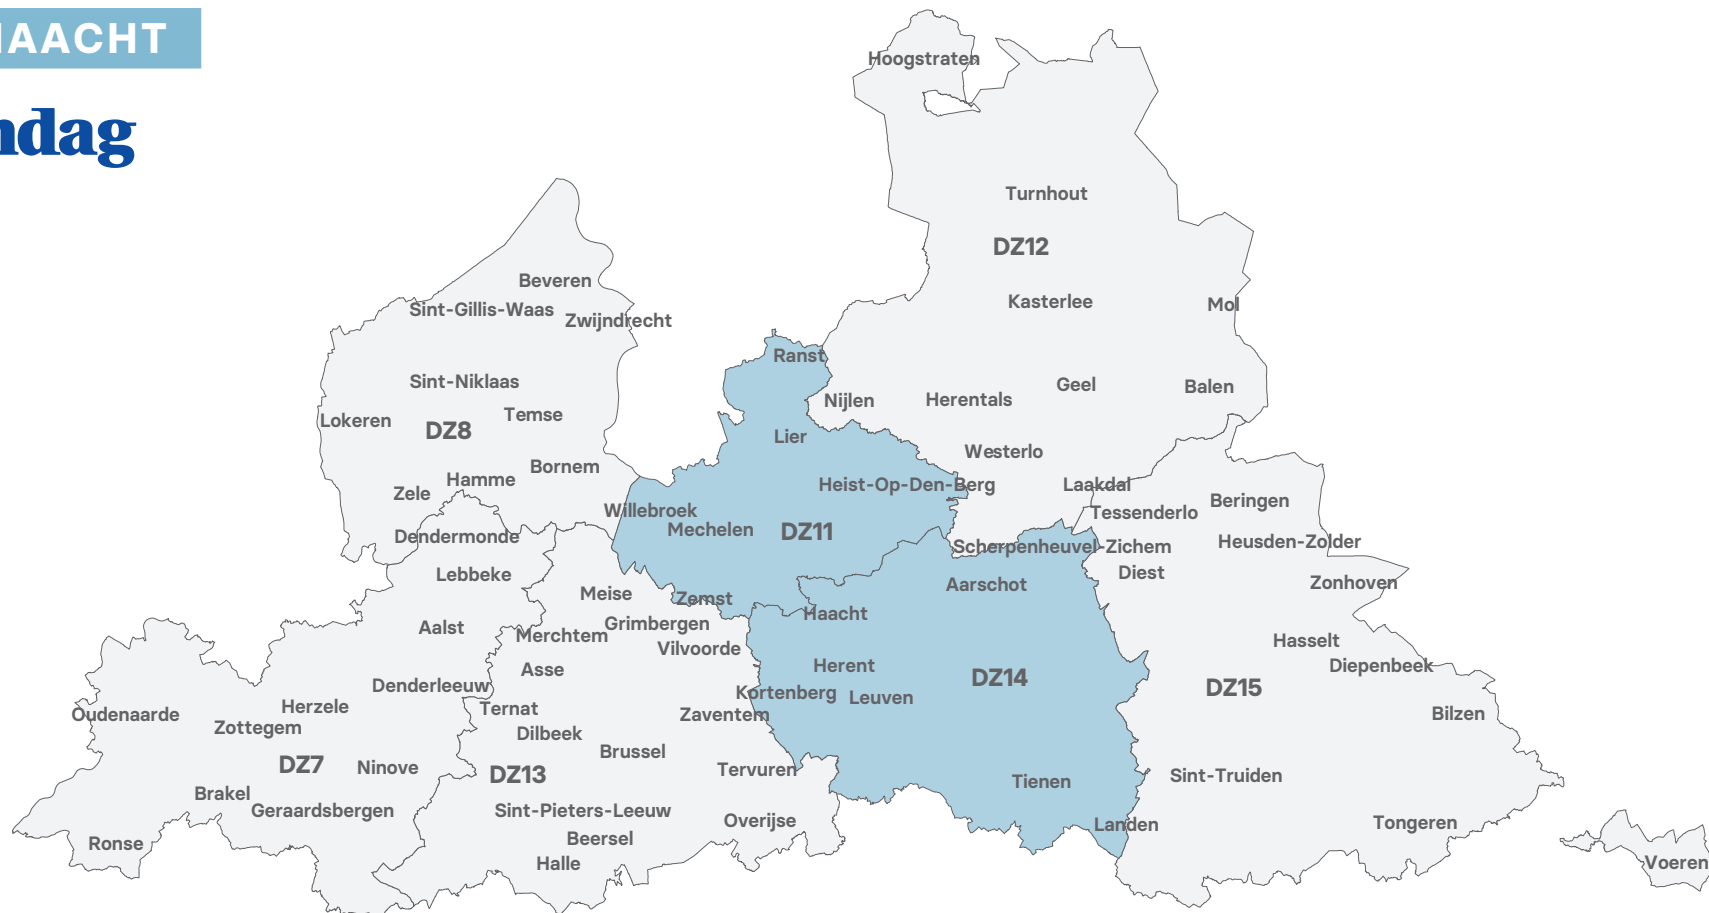 AACHT
ndag
Hoogstraten
Turnhout
DZ12
Beveren
Sint-Gillis-Waas
Zwijndrecht
Kasterlee
Mol
Ranst
Sint-Niklaas
Geel
Balen
Nijlen
Herentals
Lokeren
Temse
DZ8
Lier
Westerlo
Bornem
Hamme
Zele
Heist-Op-Den-Berg
Laakdal
Beringen
Willebroek
Tessenderlo
Mechelen
DZ11
Dendermonde
Scherpenheuvel-Zichem
Heusden-Zolder
Lebbeke
Diest
Aarschot
Zonhoven
Meise
Zemst
Haacht
Grimbergen
Aalst
Merchtem
Vilvoorde
Hasselt
Asse
Herent
Diepenbeek
DZ14
Denderleeuw
Kortenberg
Leuven
DZ15
Herzele
Ternat
Oudenaarde
Zaventem
Bilzen
Zottegem
Dilbeek
Brussel
DZ7
Ninove
DZ13
Tervuren
Sint-Truiden
Tienen
Brakel
Geraardsbergen
Sint-Pieters-Leeuw
Overijse
Landen
Tongeren
Beersel
Ronse
Halle
Voeren